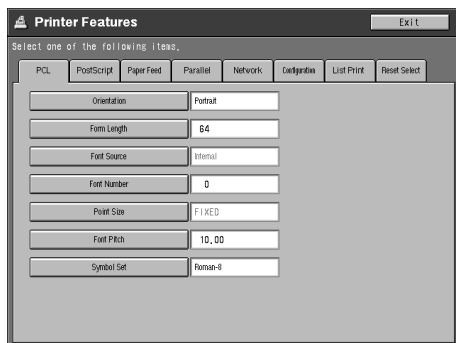 Printer Features
Exit
Select one of the following items.
PCL PostScript Paper Feed Parallel Network Configuration List Print Reset Select
Orientation Portrait
Form Length 64
Font Source Internal
Font Number 0
Point Size FIXED
Font Pitch 10.00
Symbol Set Roman-8